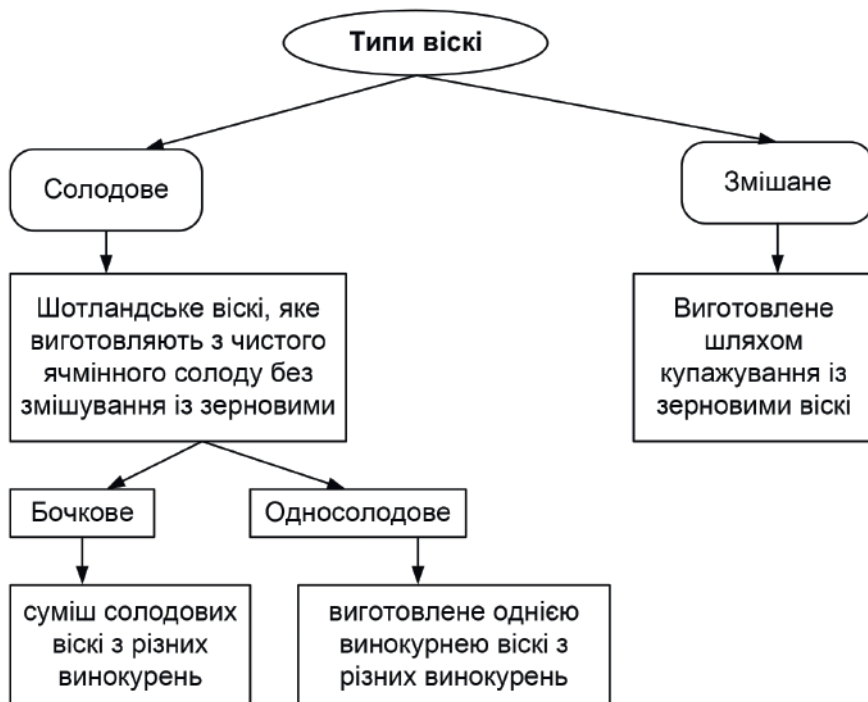 Типи віскі
Солодове
Змішане
Шотландське віскі, яке
виготовляють з чистого
ячмінного солоду без
змішування із зерновими
Виготовлене
шляхом
купажування із
зерновими віскі
Бочкове
Односолодове
суміш солодових
віскі з різних
винокурень
виготовлене однією
винокурнею віскі з
різних винокурень